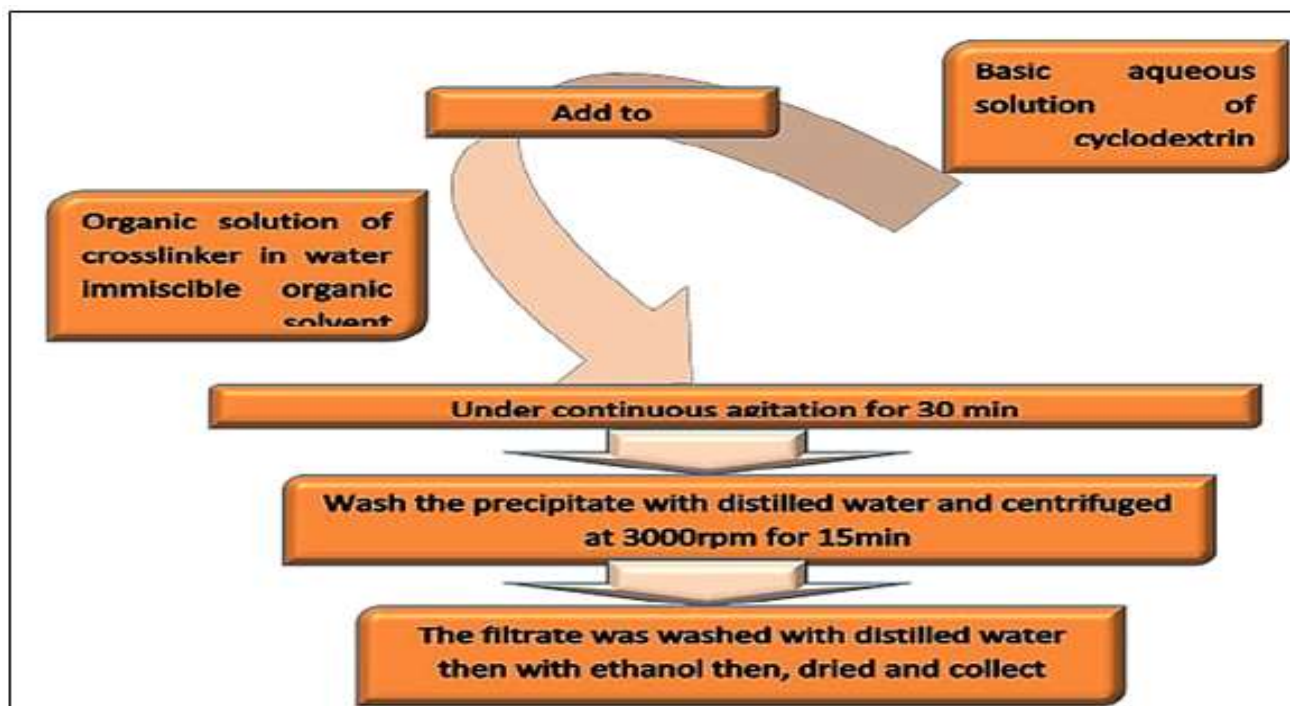 Basic aqueous
solution of
cyclodextrin
Add to
Organic solution of
crosslinker in water
immiscible organic
solvent
Under continuous agitation for 30 min
Wash the precipitate with distilled water and centrifuged
at 3000rpm for 15min
The filtrate was washed with distilled water
then with ethanol then, dried and collect